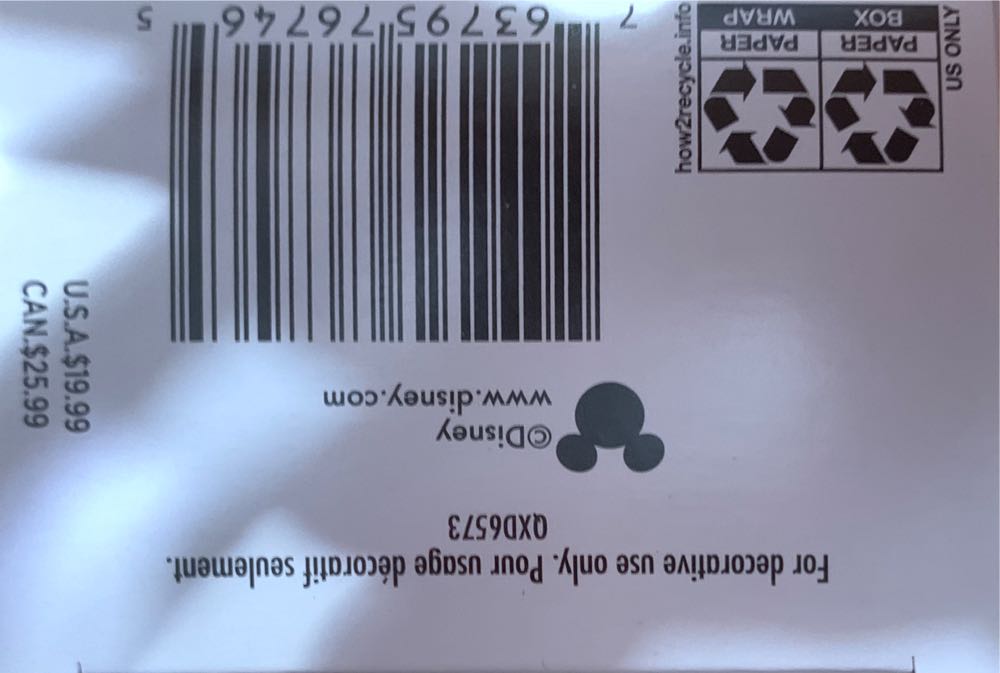 For decorative use only. Pour usage décoratif seulement.
QXD6573
©Disney
www.disney.com
U.S.A.$19.99
CAN.$25.99
7 63795 76746 5
how2recycle.info
PAPER
BOX
PAPER
WRAP
US ONLY